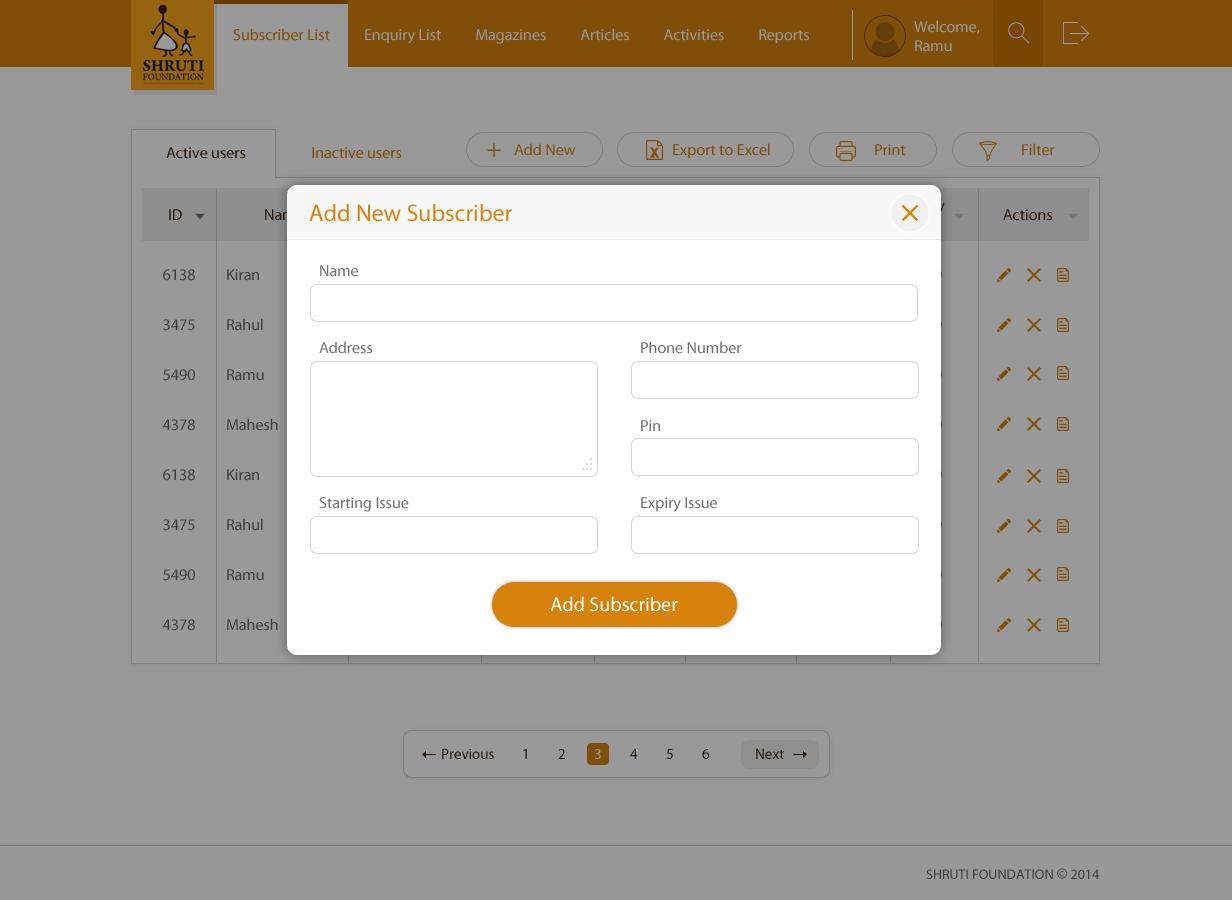 SHRUTI
FOUNDATION
Subscriber List
Enquiry List
Magazines
Articles
Activities
Reports
Welcome,
Ramu
Active users
Inactive users
Add New
Export to Excel
Print
Filter
ID
Actions
Add New Subscriber
Name
Address
Phone Number
Pin
Starting Issue
Expiry Issue
Add Subscriber
6138 Kiran
3475 Rahul
5490 Ramu
4378 Mahesh
6138 Kiran
3475 Rahul
5490 Ramu
4378 Mahesh
← Previous 1 2 3 4 5 6 Next →
SHRUTI FOUNDATION © 2014